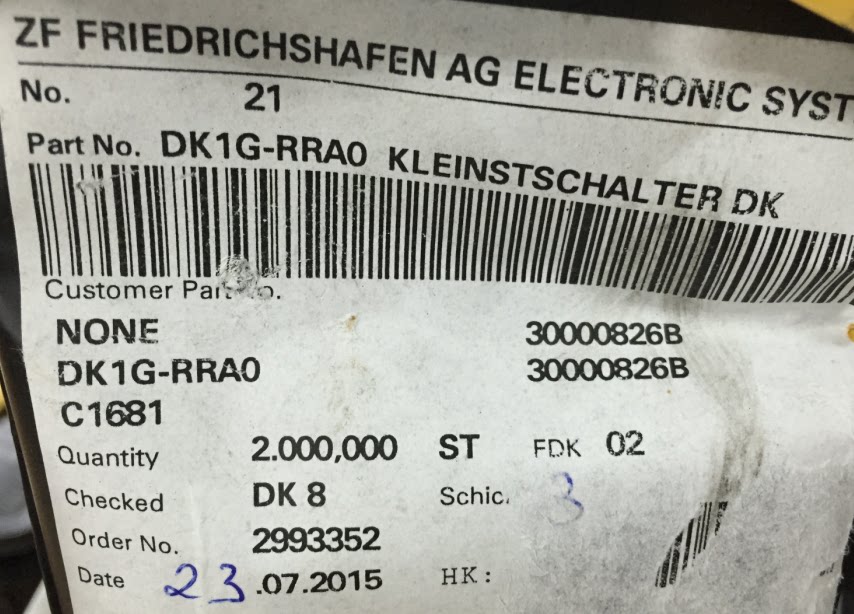 ZF FRIEDRICHSHAFEN AG ELECTRONIC SYST
No. 21
Part No. DK1G-RRA0 KLEINSTSCHALTER DK
Customer
NONE 30000826B
DK1G-RRA0 30000826B
C1681
Quantity 2.000,000 ST FDK 02
Checked DK 8 Schic. 3
Order No. 2993352
Date 23.07.2015 HK: